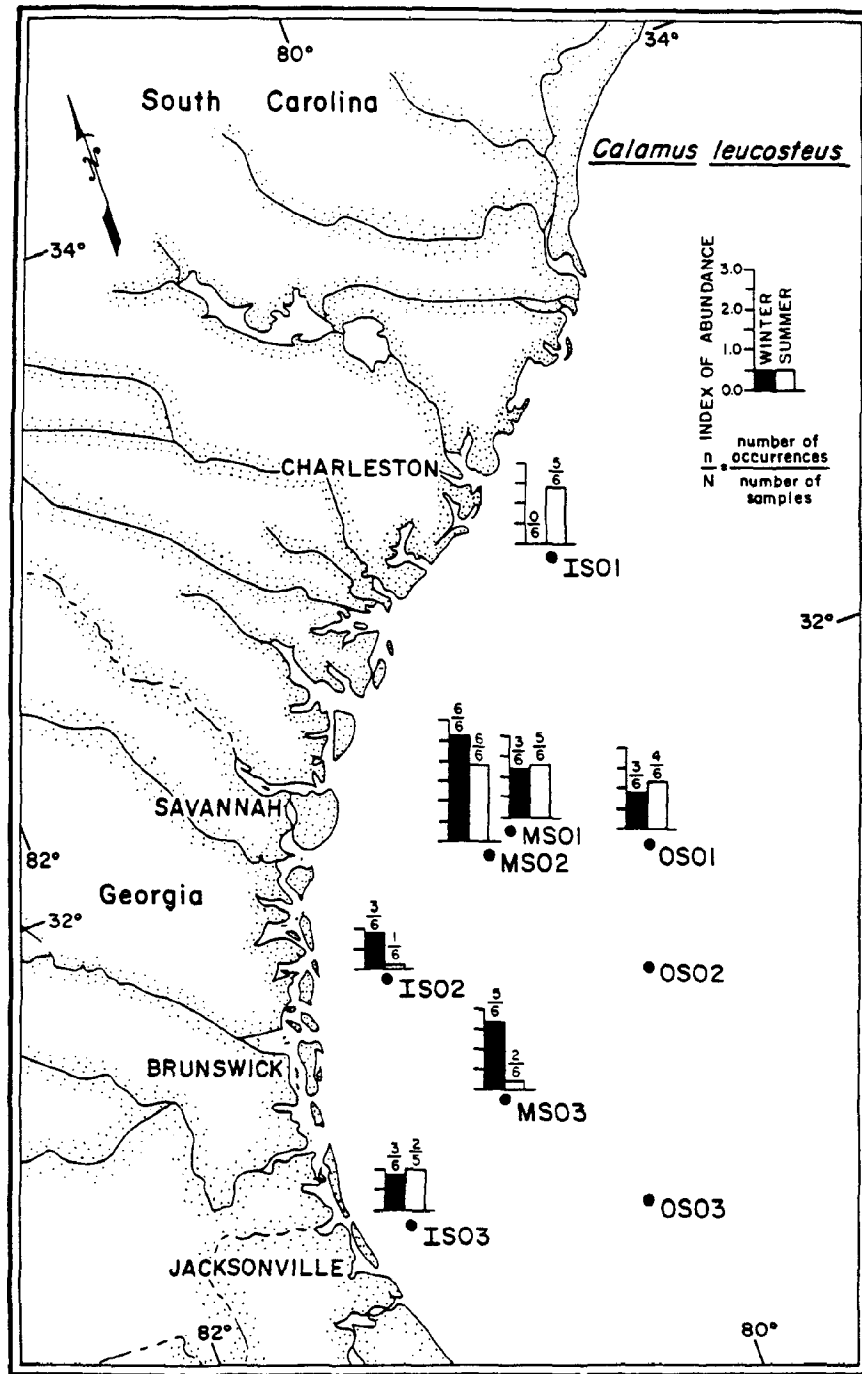 80°
34°
South Carolina
Calamus leucosteus
N
34°
INDEX OF ABUNDANCE
3.0
2.0
1.0
0.0
WINTER
SUMMER
n/N = number of occurrences / number of samples
CHARLESTON
0/6
5/6
IS01
32°
6/6
6/6
3/6
5/6
3/6
4/6
SAVANNAH
MS01
MS02
OS01
82°
Georgia
32°
3/6
1/6
IS02
OS02
5/6
2/6
BRUNSWICK
MS03
3/6
2/5
IS03
OS03
JACKSONVILLE
82°
80°